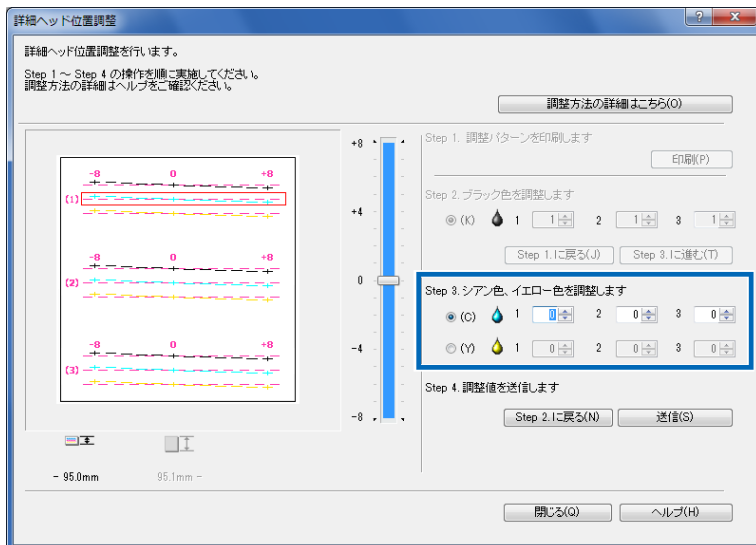 詳細ヘッド位置調整
?
詳細ヘッド位置調整を行います。
Step 1 ～ Step 4 の操作を順に実施してください。
調整方法の詳細はヘルプをご確認ください。
調整方法の詳細はこちら(O)
-8 0 +8
(1)
-8 0 +8
(2)
-8 0 +8
(3)
- 95.0mm
95.1mm -
+8
+4
0
-4
-8
Step 1. 調整パターンを印刷します
印刷(P)
Step 2. ブラック色を調整します
(K) 1 1 2 1 3 1
Step 1.に戻る(J) Step 3.に進む(T)
Step 3. シアン色、イエロー色を調整します
(C) 1 0 2 0 3 0
(Y) 1 0 2 0 3 0
Step 4. 調整値を送信します
Step 2.に戻る(N) 送信(S)
閉じる(Q) ヘルプ(H)